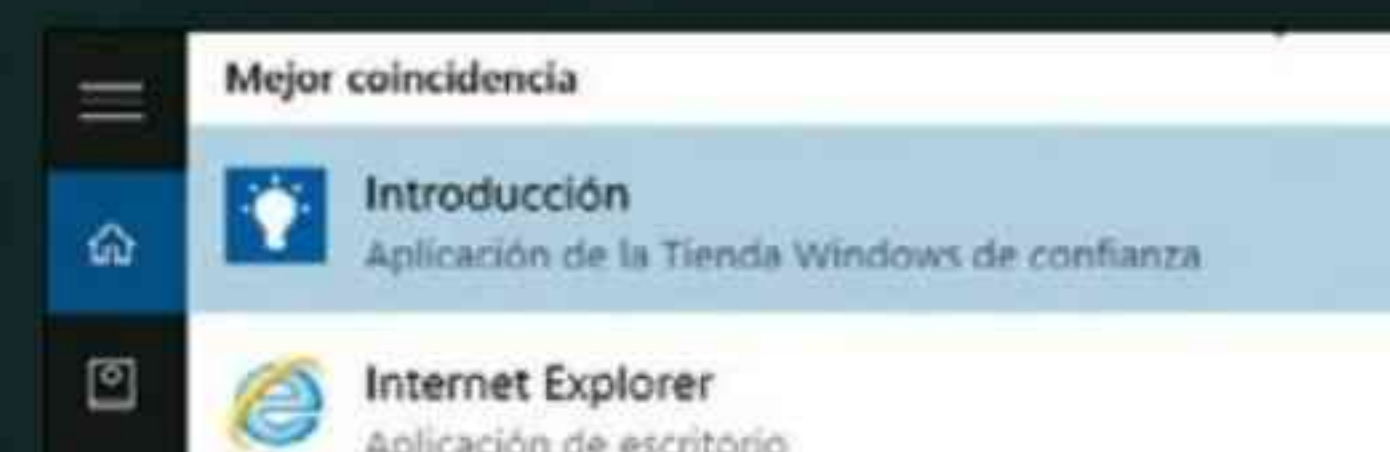 Mejor coincidencia
Introducción
Aplicación de la Tienda Windows de confianza
Internet Explorer
Aplicación de escritorio